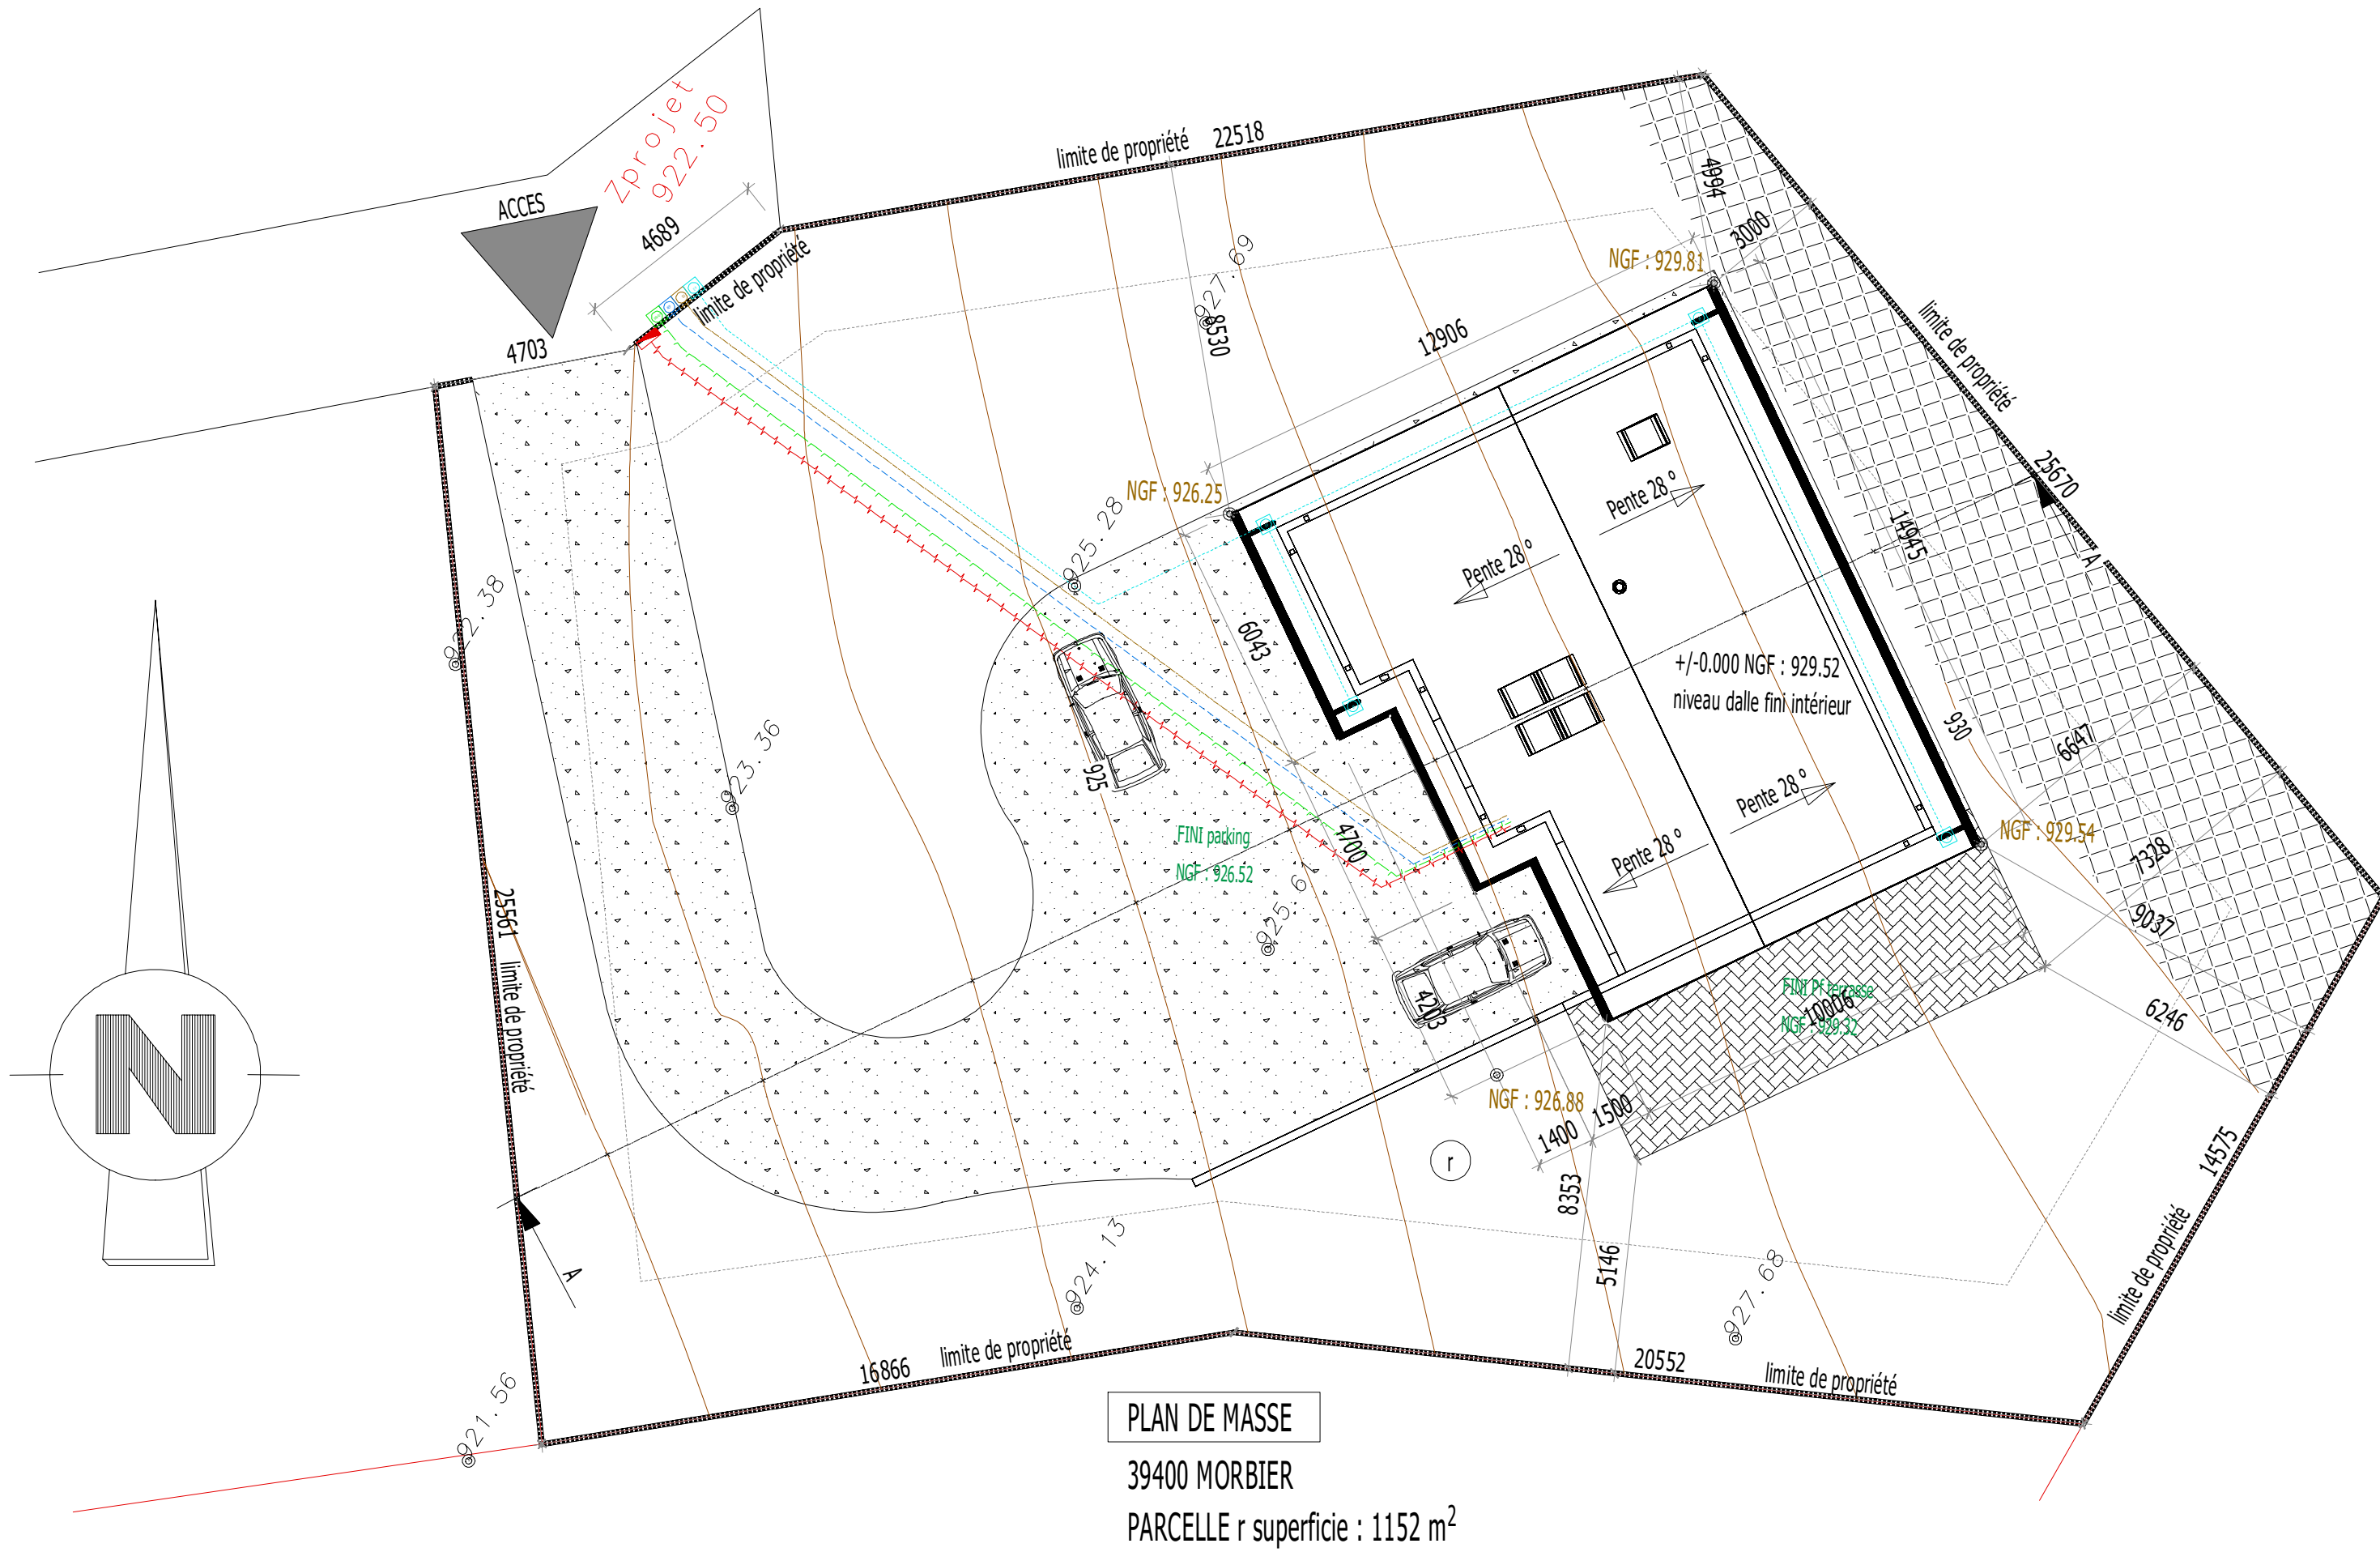 Zprojet
922.50
ACCES
4689
limite de propriété
4703
limite de propriété 22518
4994
3000
NGF : 929.81
927.69
8530
12906
limite de propriété
25670
NGF : 926.25
925.28
Pente 28°
Pente 28°
14945
A
922.38
6043
+/-0.000 NGF : 929.52
niveau dalle fini intérieur
923.36
925
930
6647
Pente 28°
Pente 28°
NGF : 929.54
7328
FINI parking
NGF : 926.52
4700
925.6
9037
25561 limite de propriété
4203
FINI Pf terrasse
NGF : 929.32
10006
6246
N
NGF : 926.88
1400
1500
r
14575
limite de propriété
8353
5146
A
924.13
927.68
16866 limite de propriété
20552 limite de propriété
921.56
PLAN DE MASSE
39400 MORBIER
PARCELLE r superficie : 1152 m²